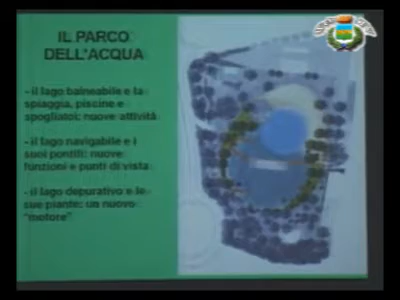 IL PARCO
DELL'ACQUA
- il lago balneabile e la
spiaggia, piscine e
spogliatoi: nuove attività
- il lago navigabile e i
suoi pontili: nuove
funzioni e punti di vista
- il lago depurativo e le
sue piante: un nuovo
"motore"